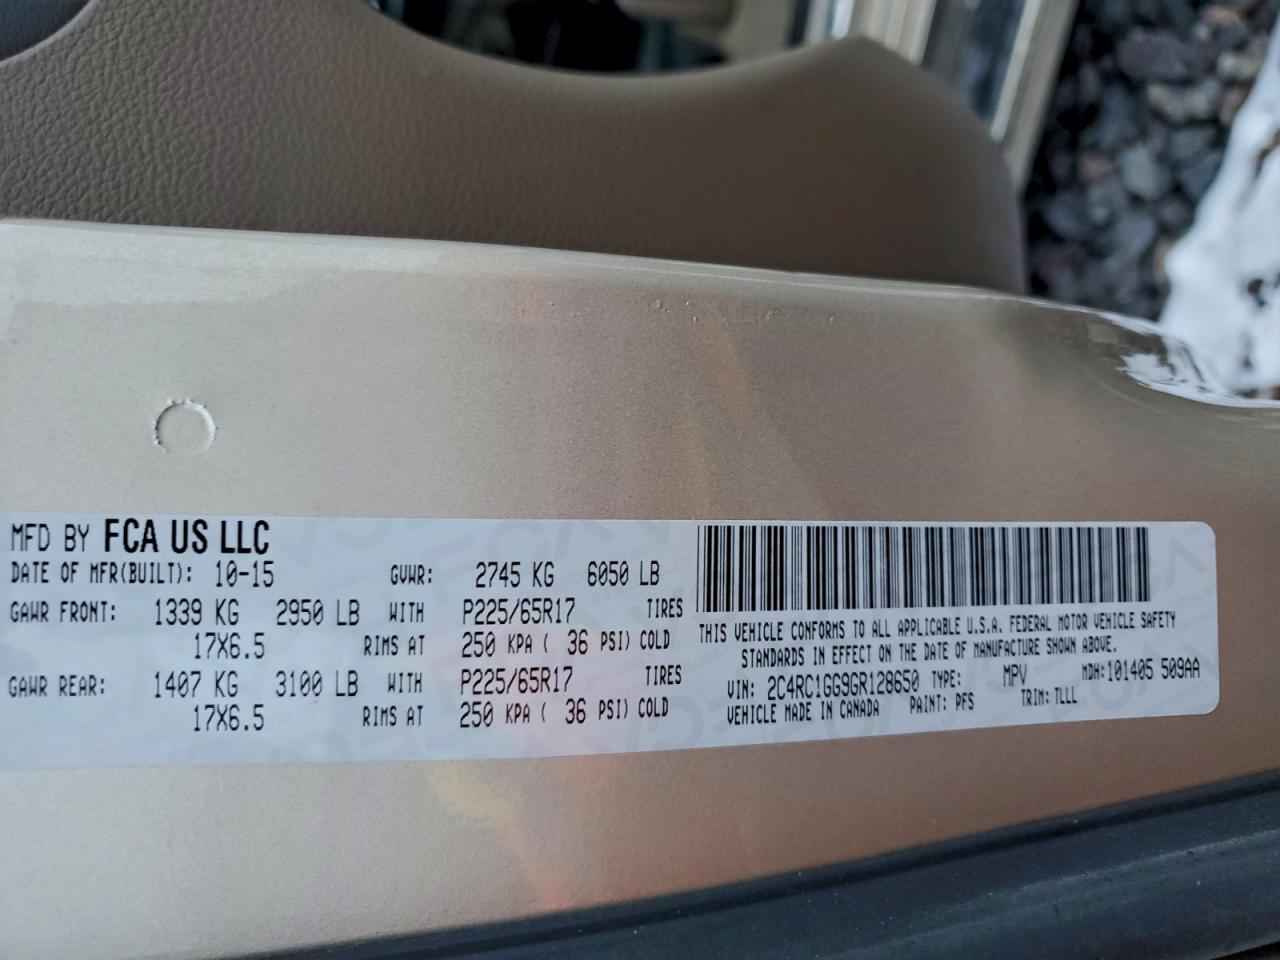 MFD BY FCA US LLC
DATE OF MFR(BUILT): 10-15 GVWR: 2745 KG 6050 LB
GAWR FRONT: 1339 KG 2950 LB WITH P225/65R17 TIRES
17X6.5 RIMS AT 250 KPA ( 36 PSI) COLD
GAWR REAR: 1407 KG 3100 LB WITH P225/65R17 TIRES
17X6.5 RIMS AT 250 KPA ( 36 PSI) COLD
THIS VEHICLE CONFORMS TO ALL APPLICABLE U.S.A. FEDERAL MOTOR VEHICLE SAFETY
STANDARDS IN EFFECT ON THE DATE OF MANUFACTURE SHOWN ABOVE.
VIN: 2C4RC1GG9GR128650 TYPE: MPV MDH:101405 509AA
VEHICLE MADE IN CANADA PAINT: PFS TRIM: TLLL